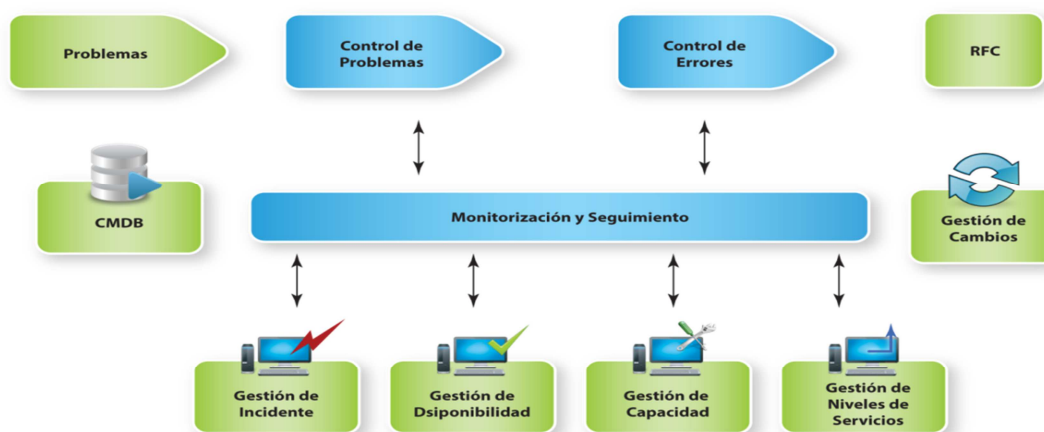 Problemas
Control de
Problemas
Control de
Errores
RFC
CMDB
Monitorización y Seguimiento
Gestión de
Cambios
Gestión de
Incidente
Gestión de
Dsiponibilidad
Gestión de
Capacidad
Gestión de
Niveles de
Servicios